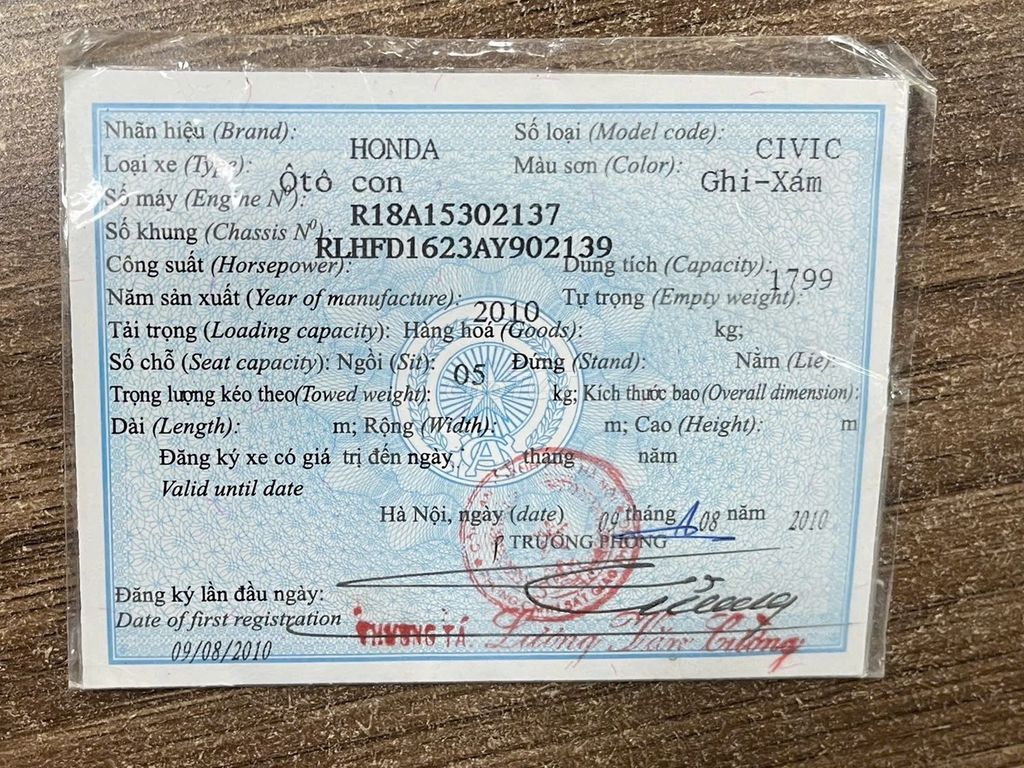 Nhãn hiệu (Brand): HONDA Số loại (Model code): CIVIC
Loại xe (Type): Ôtô con Màu sơn (Color): Ghi-Xám
Số máy (Engine N⁰): R18A15302137
Số khung (Chassis N⁰): RLHFD1623AY902139
Công suất (Horsepower): Dung tích (Capacity): 1799
Năm sản xuất (Year of manufacture): 2010 Tự trọng (Empty weight):
Tải trọng (Loading capacity): Hàng hoá (Goods): kg;
Số chỗ (Seat capacity): Ngồi (Sit): 05 Đứng (Stand): Nằm (Lie):
Trọng lượng kéo theo(Towed weight): kg; Kích thước bao(Overall dimension):
Dài (Length): m; Rộng (Width): m; Cao (Height): m
Đăng ký xe có giá trị đến ngày tháng năm
Valid until date
Hà Nội, ngày (date) 09 tháng 08 năm 2010
TRƯỞNG PHÒNG
Đăng ký lần đầu ngày:
Date of first registration
THƯỢNG TÁ
09/08/2010